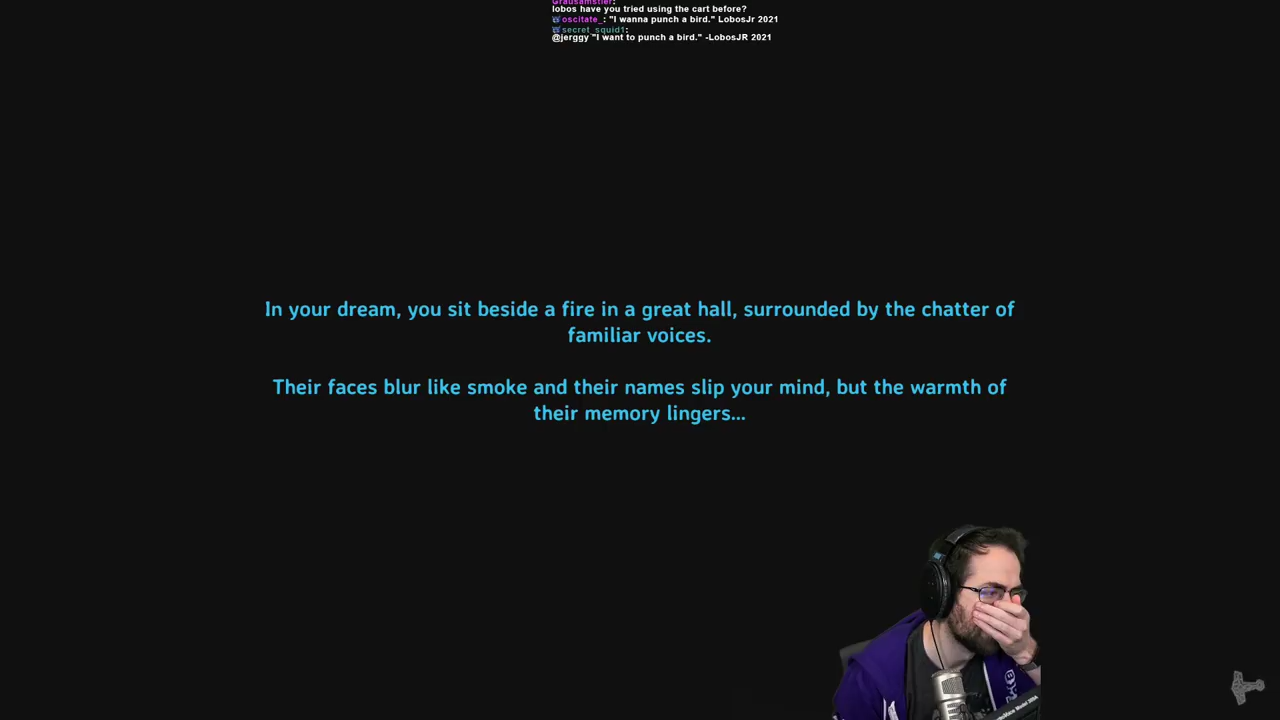 Grausamstier:
lobos have you tried using the cart before?
oscitate_: "I wanna punch a bird." LobosJr 2021
secret_squid1:
@jerggy "I want to punch a bird." -LobosJR 2021
In your dream, you sit beside a fire in a great hall, surrounded by the chatter of
familiar voices.
Their faces blur like smoke and their names slip your mind, but the warmth of
their memory lingers...